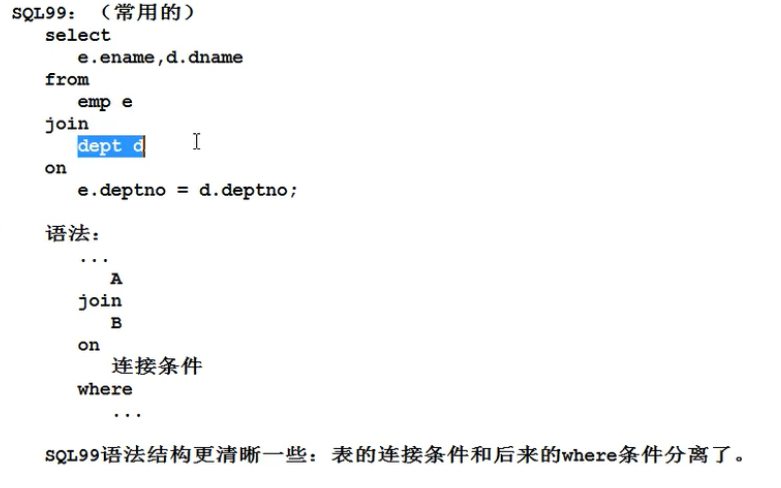 SQL99：（常用的）
select
e.ename,d.dname
from
emp e
join
dept d
on
e.deptno = d.deptno;
语法：
...
A
join
B
on
连接条件
where
...
SQL99语法结构更清晰一些：表的连接条件和后来的where条件分离了。